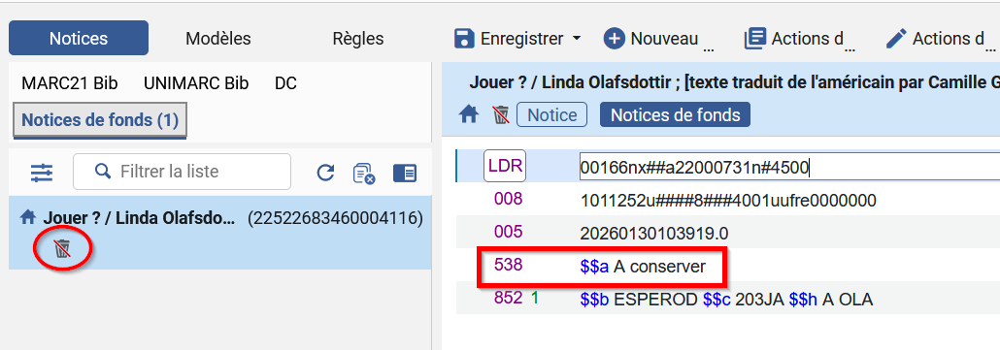 Notices Modèles Règles
Enregistrer Nouveau ... Actions d... Actions d...
MARC21 Bib UNIMARC Bib DC
Notices de fonds (1)
Jouer ? / Linda Olafsdottir ; [texte traduit de l'américain par Camille G
Notice Notices de fonds
Filtrer la liste
Jouer ? / Linda Olafsdo... (22522683460004116)
LDR 00166nx##a22000731n#4500
008 1011252u####8###4001uufre0000000
005 20260130103919.0
538 $$a A conserver
852 1 $$b ESPEROD $$c 203JA $$h A OLA